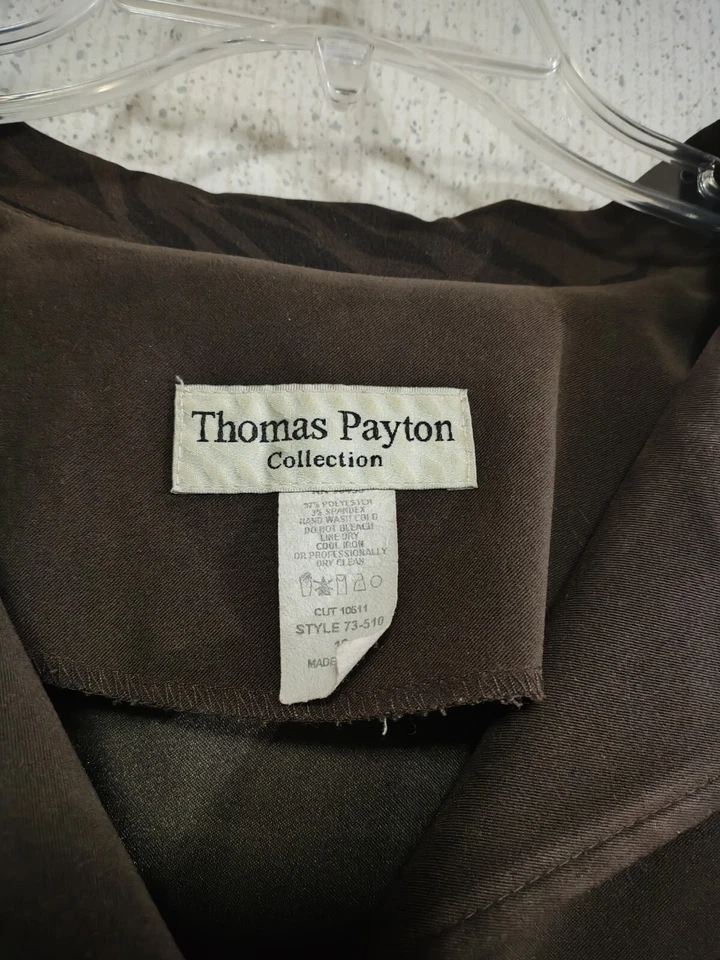 Thomas Payton
Collection
97% POLYESTER
3% SPANDEX
HAND WASH COLD
DO NOT BLEACH
LINE DRY
COOL IRON
OR PROFESSIONALLY
DRY CLEAN
CUT 10611
STYLE 73-510
MADE